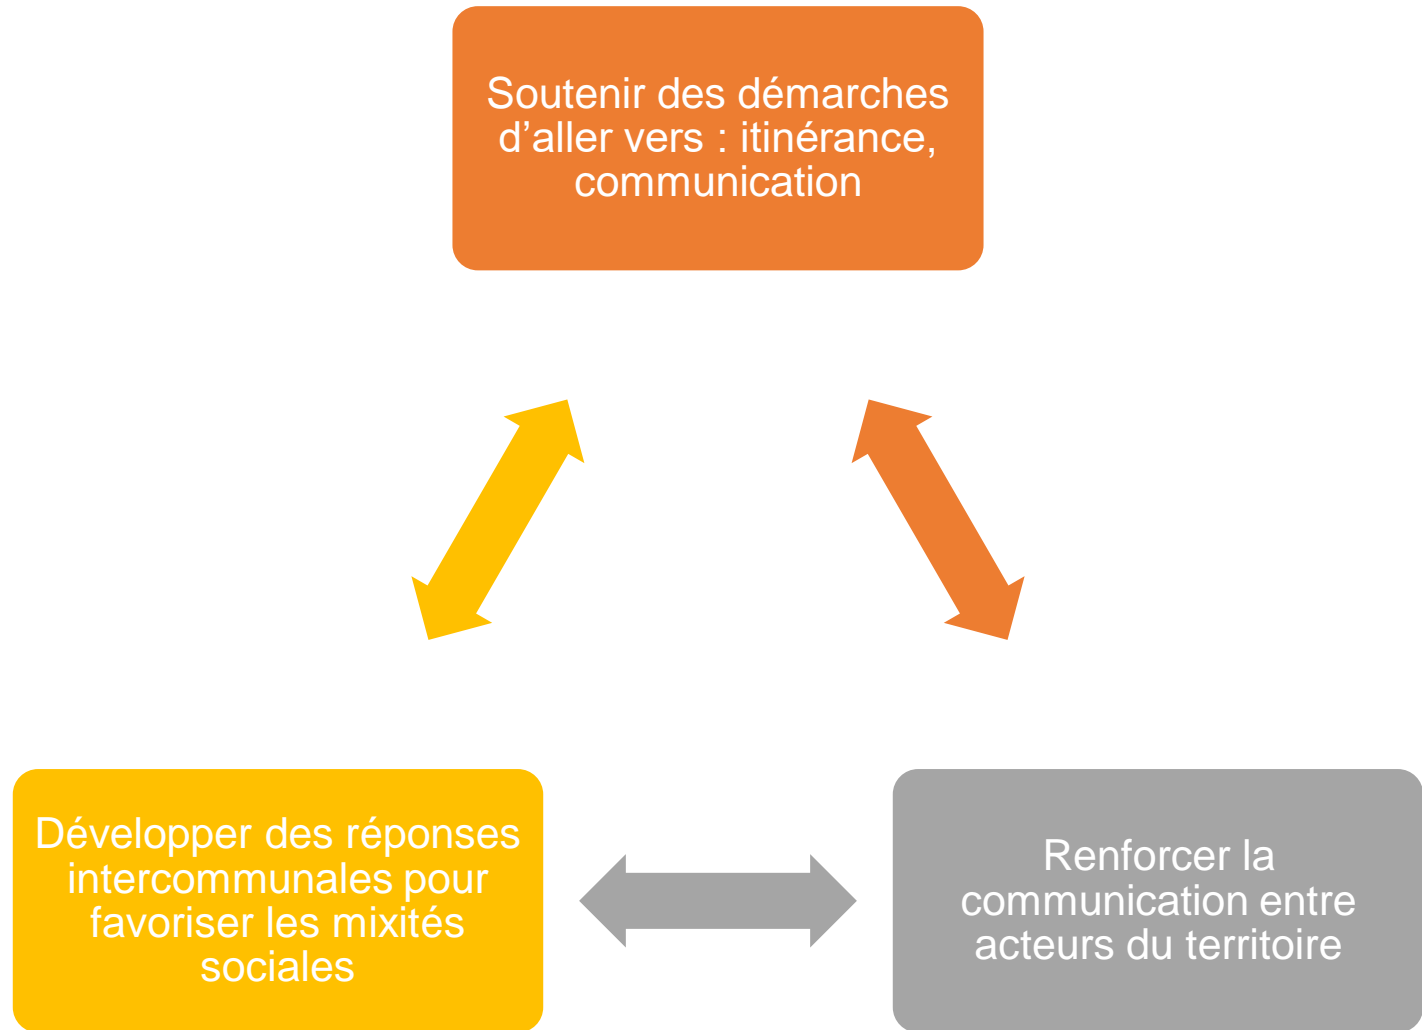 Soutenir des démarches
d’aller vers : itinérance,
communication
Développer des réponses
intercommunales pour
favoriser les mixités
sociales
Renforcer la
communication entre
acteurs du territoire